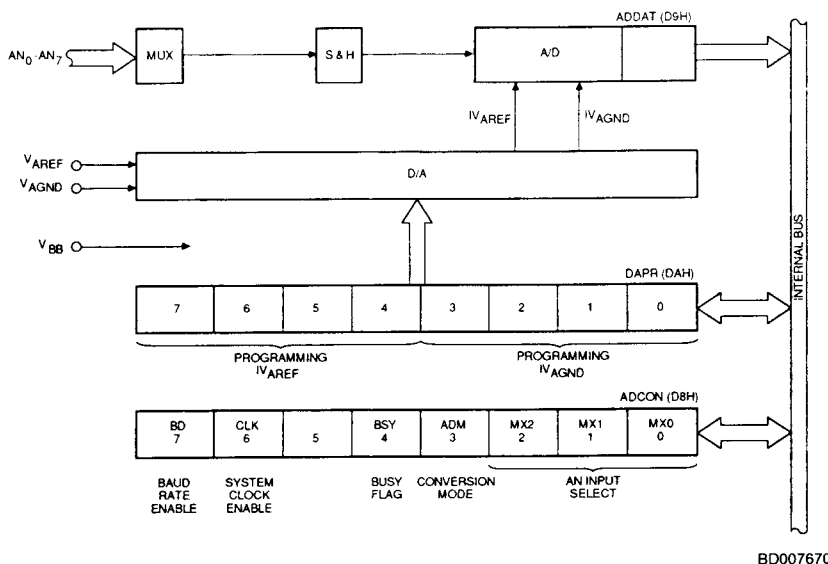 ADDAT (D9H)
AN0-AN7
MUX
S & H
A/D
IVAREF
IVAGND
VAREF
VAGND
D/A
VBB
INTERNAL BUS
DAPR (DAH)
7 6 5 4 3 2 1 0
PROGRAMMING
IVAREF
PROGRAMMING
IVAGND
ADCON (D8H)
BD CLK BSY ADM MX2 MX1 MX0
7 6 5 4 3 2 1 0
BAUD
RATE
ENABLE
SYSTEM
CLOCK
ENABLE
BUSY
FLAG
CONVERSION
MODE
AN INPUT
SELECT
BD007670